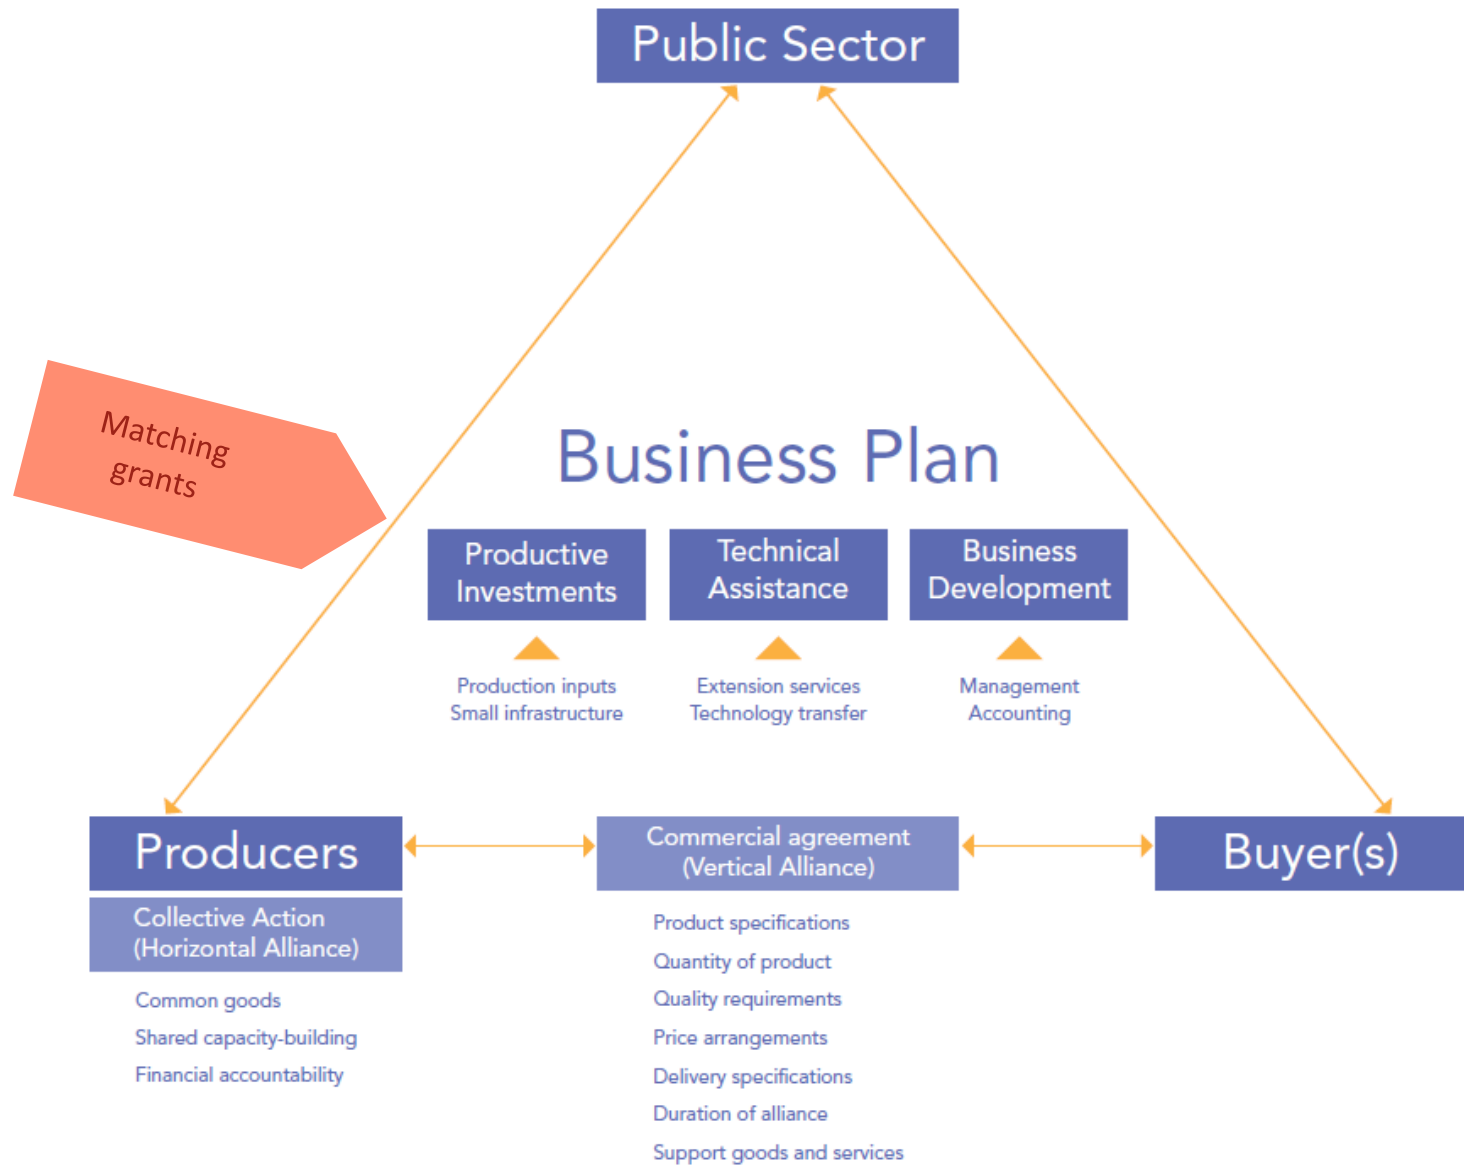 Public Sector
Matching
grants
Business Plan
Productive
Investments
Technical
Assistance
Business
Development
Production inputs
Small infrastructure
Extension services
Technology transfer
Management
Accounting
Producers
Collective Action
(Horizontal Alliance)
Common goods
Shared capacity-building
Financial accountability
Commercial agreement
(Vertical Alliance)
Product specifications
Quantity of product
Quality requirements
Price arrangements
Delivery specifications
Duration of alliance
Support goods and services
Buyer(s)